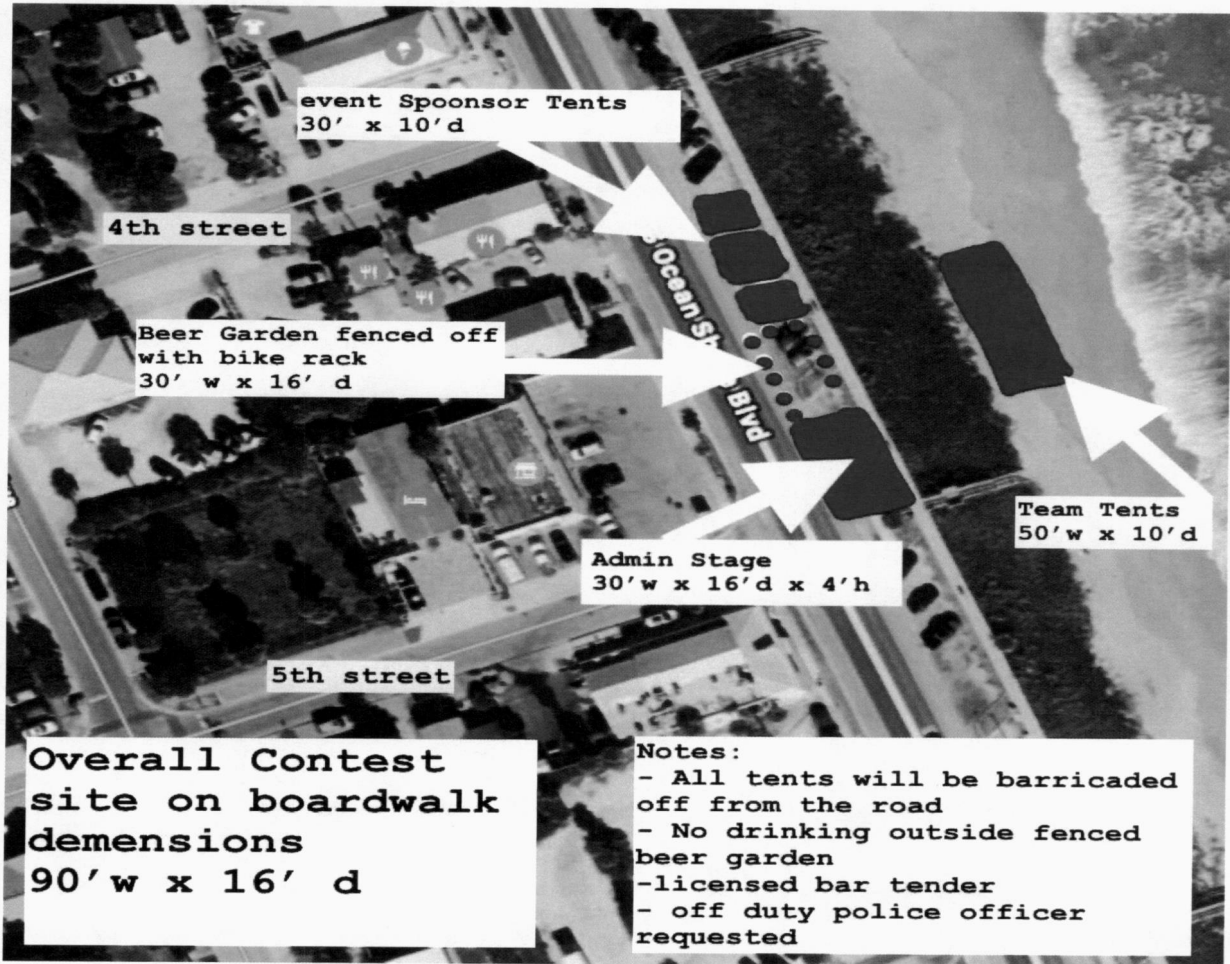 event Spoonsor Tents
30' x 10'd
4th street
Beer Garden fenced off
with bike rack
30' w x 16' d
S Ocean Sh
Blvd
Team Tents
50'w x 10'd
Admin Stage
30'w x 16'd x 4'h
5th street
Overall Contest
site on boardwalk
demensions
90'w x 16' d
Notes:
- All tents will be barricaded
off from the road
- No drinking outside fenced
beer garden
-licensed bar tender
- off duty police officer
requested